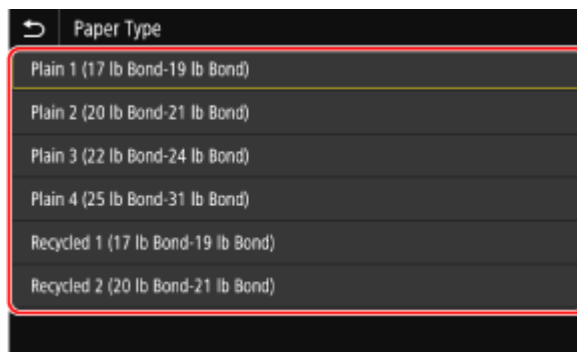 Paper Type
Plain 1 (17 lb Bond-19 lb Bond)
Plain 2 (20 lb Bond-21 lb Bond)
Plain 3 (22 lb Bond-24 lb Bond)
Plain 4 (25 lb Bond-31 lb Bond)
Recycled 1 (17 lb Bond-19 lb Bond)
Recycled 2 (20 lb Bond-21 lb Bond)